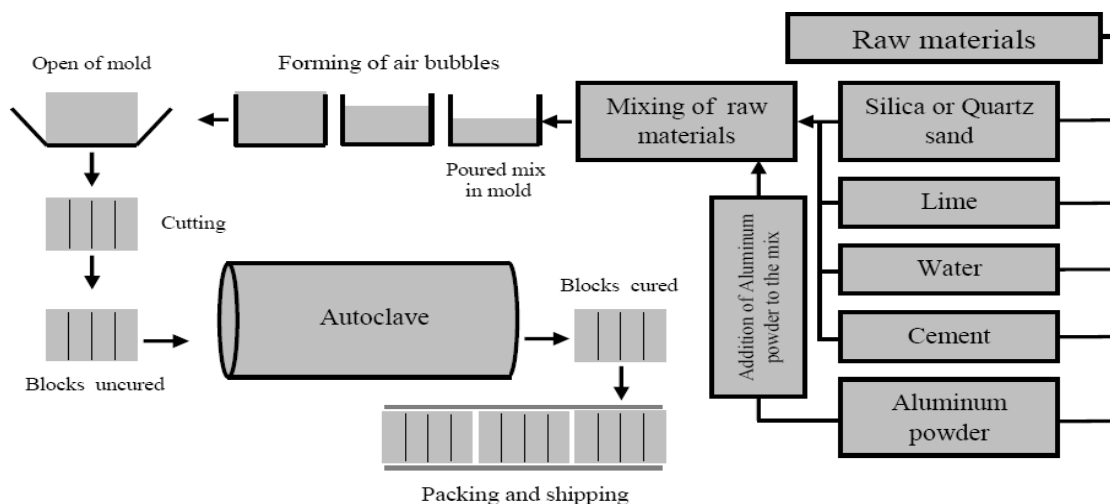 Raw materials
Open of mold
Forming of air bubbles
Mixing of raw
materials
Silica or Quartz
sand
Poured mix
in mold
Lime
Cutting
Water
Addition of Aluminum
powder to the mix
Blocks cured
Autoclave
Cement
Blocks uncured
Aluminum
powder
Packing and shipping